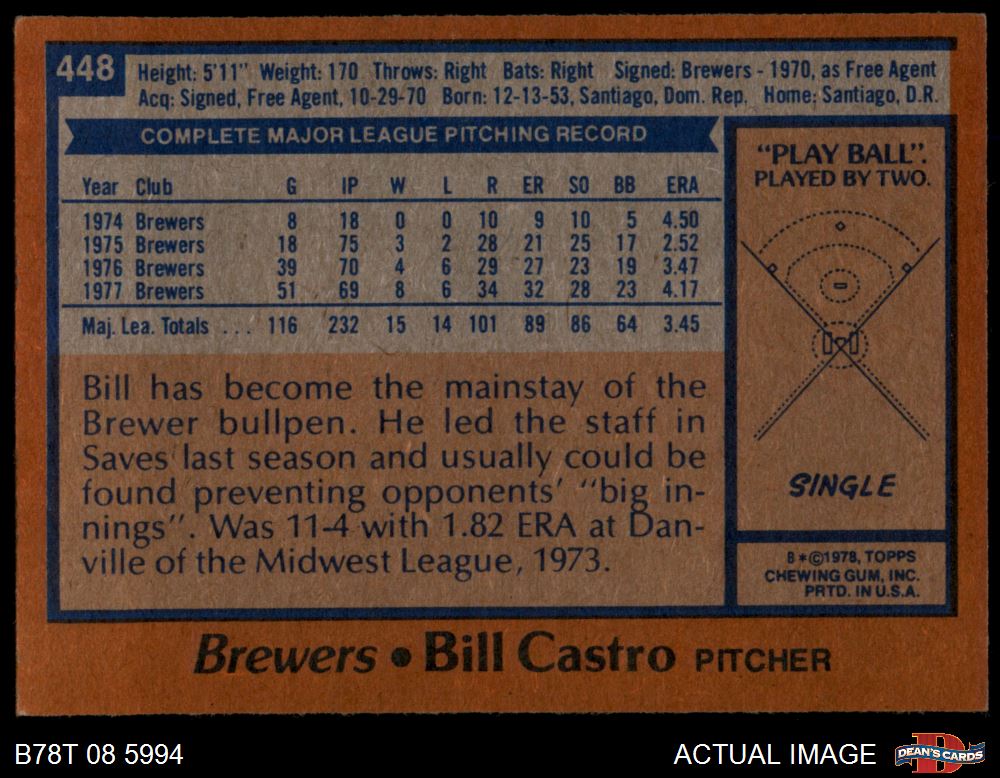 448
Height: 5'11" Weight: 170 Throws: Right Bats: Right Signed: Brewers - 1970, as Free Agent
Acq: Signed, Free Agent, 10-29-70 Born: 12-13-53, Santiago, Dom. Rep. Home: Santiago, D.R.
COMPLETE MAJOR LEAGUE PITCHING RECORD
Year Club G IP W L R ER SO BB ERA
1974 Brewers 8 18 0 0 10 9 10 5 4.50
1975 Brewers 18 75 3 2 28 21 25 17 2.52
1976 Brewers 39 70 4 6 29 27 23 19 3.47
1977 Brewers 51 69 8 6 34 32 28 23 4.17
Maj. Lea. Totals ... 116 232 15 14 101 89 86 64 3.45
Bill has become the mainstay of the
Brewer bullpen. He led the staff in
Saves last season and usually could be
found preventing opponents' "big in-
nings". Was 11-4 with 1.82 ERA at Dan-
ville of the Midwest League, 1973.
"PLAY BALL".
PLAYED BY TWO.
SINGLE
8*©1978, TOPPS
CHEWING GUM, INC.
PRTD. IN U.S.A.
Brewers • Bill Castro PITCHER
B78T 08 5994
ACTUAL IMAGE
DEAN'S CARDS